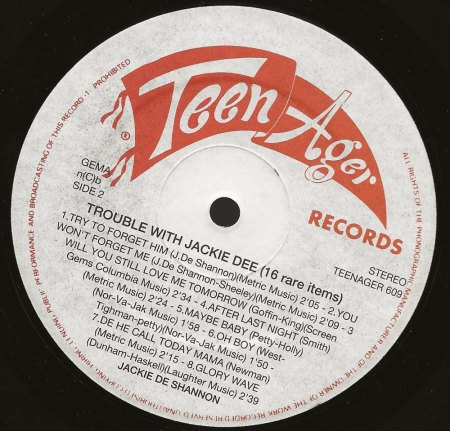 Teen Ager
®
RECORDS
GEMA
n(C)b
SIDE 2
STEREO
TEENAGER 609
TROUBLE WITH JACKIE DEE (16 rare items)
1.TRY TO FORGET HIM (J.De Shannon)(Metric Music) 2'05 - 2.YOU
WON'T FORGET ME (J.De Shannon-Sheeley)(Metric Music) 2'09 - 3
WILL YOU STILL LOVE ME TOMORROW (Goffin-King)(Screen
Gems Columbia Music) 2'34 - 4.AFTER LAST NIGHT (Smith)
(Metric Music) 2'24 - 5.MAYBE BABY (Petty-Holly)
(Nor-Va-Jak Music) 1'58 - 6.OH BOY (West-
Tighman-petty)(Nor-Va-Jak Music) 1'50 -
7.DE HE CALL TODAY MAMA (Newman)
(Metric Music) 2'15 - 8.GLORY WAVE
(Dunham-Haskell)(Laughter Music) 2'39
JACKIE DE SHANNON
ALL RIGHTS OF THE PHONOGRAPHIC MANUFACTURER AND OF THE OWNER OF THE WORK RECORDED RESERVED UNAUTHORISED COPYING
PUBLIC PERFORMANCE AND BROADCASTING OF THIS RECORD
PROHIBITED